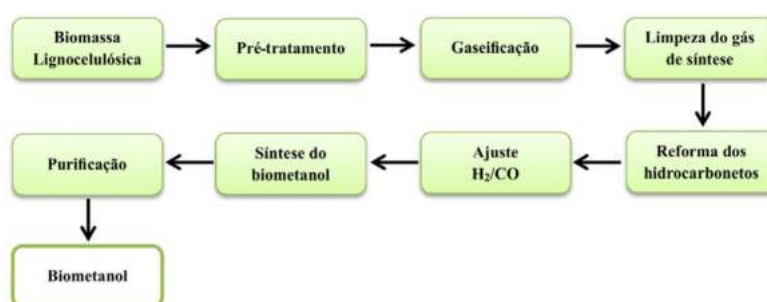 Biomassa
Lignocelulósica
Pré-tratamento
Gaseificação
Limpeza do gás
de síntese
Reforma dos
hidrocarbonetos
Ajuste
H₂/CO
Síntese do
biometanol
Purificação
Biometanol